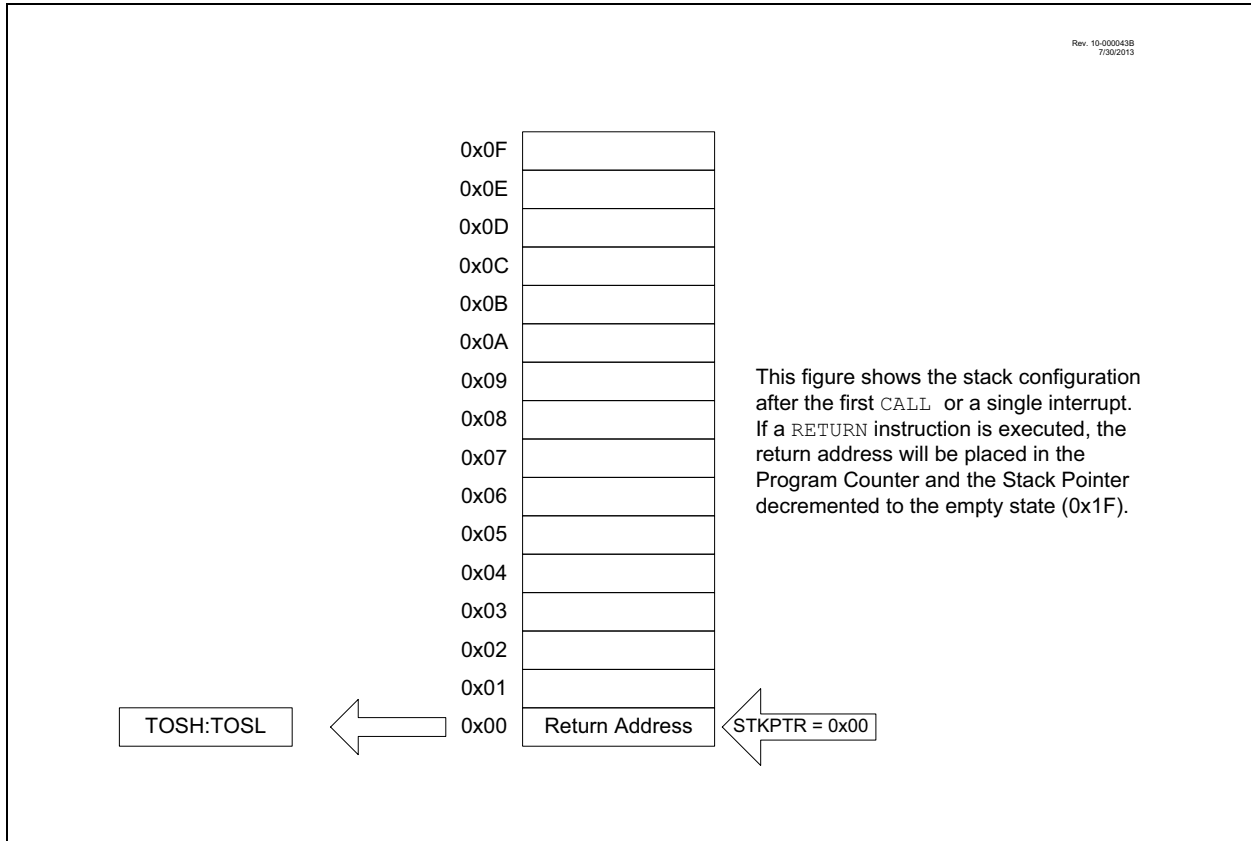 Rev. 10-000043B
7/30/2013
0x0F
0x0E
0x0D
0x0C
0x0B
0x0A
0x09
0x08
0x07
0x06
0x05
0x04
0x03
0x02
0x01
This figure shows the stack configuration
after the first CALL or a single interrupt.
If a RETURN instruction is executed, the
return address will be placed in the
Program Counter and the Stack Pointer
decremented to the empty state (0x1F).
TOSH:TOSL
0x00
Return Address
STKPTR = 0x00